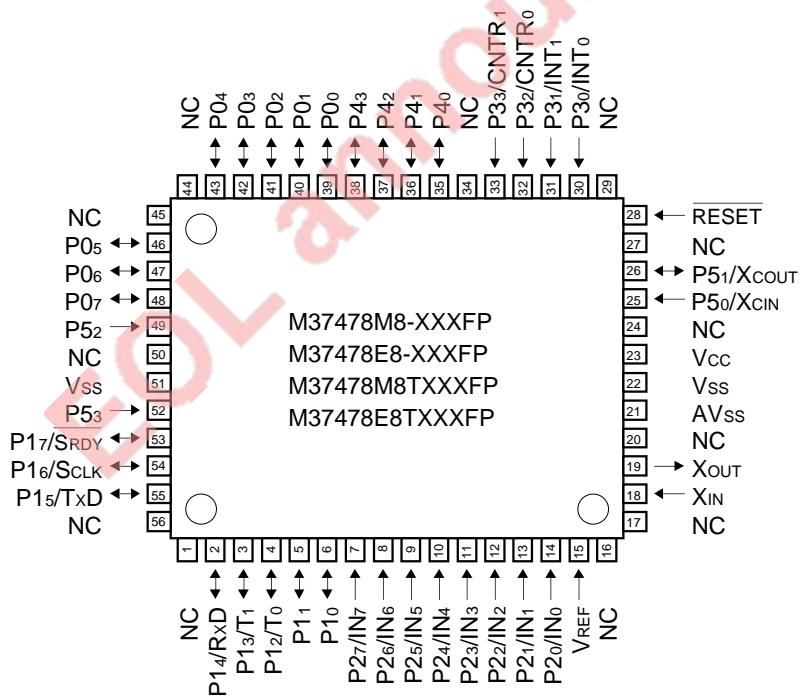 EOL annou
NC
P04
P03
P02
P01
P00
P43
P42
P41
P40
NC
P33/CNTR1
P32/CNTR0
P31/INT1
P30/INT0
NC
44
43
42
41
40
39
38
37
36
35
34
33
32
31
30
29
NC 45
P05 46
P06 47
P07 48
P52 49
NC 50
VSS 51
P53 52
P17/SRDY 53
P16/SCLK 54
P15/TXD 55
NC 56
M37478M8-XXXFP
M37478E8-XXXFP
M37478M8TXXXFP
M37478E8TXXXFP
28 RESET
27 NC
26 P51/XCOUT
25 P50/XCIN
24 NC
23 VCC
22 VSS
21 AVSS
20 NC
19 XOUT
18 XIN
17 NC
1
2
3
4
5
6
7
8
9
10
11
12
13
14
15
16
NC
P14/RXD
P13/T1
P12/T0
P11
P10
P27/IN7
P26/IN6
P25/IN5
P24/IN4
P23/IN3
P22/IN2
P21/IN1
P20/IN0
VREF
NC